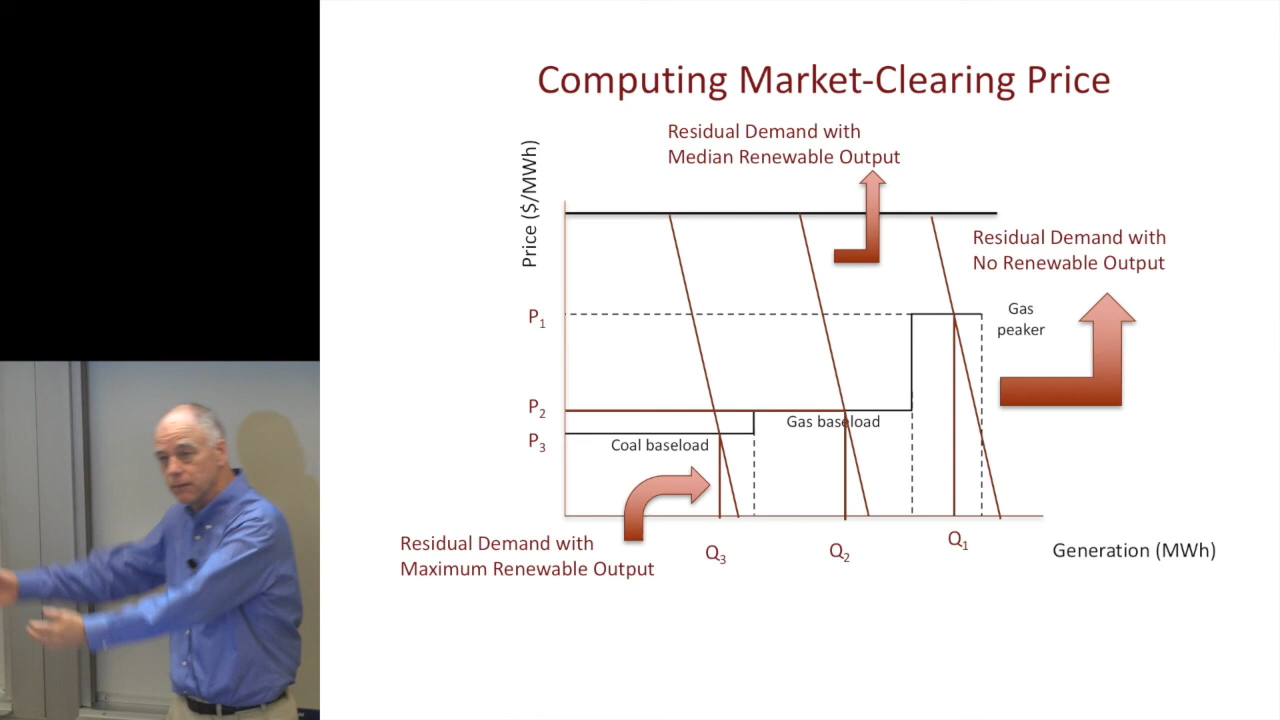 Computing Market-Clearing Price
Residual Demand with
Median Renewable Output
Price ($/MWh)
Residual Demand with
No Renewable Output
P1
Gas
peaker
P2
Gas baseload
P3
Coal baseload
Residual Demand with
Maximum Renewable Output
Q3
Q2
Q1
Generation (MWh)